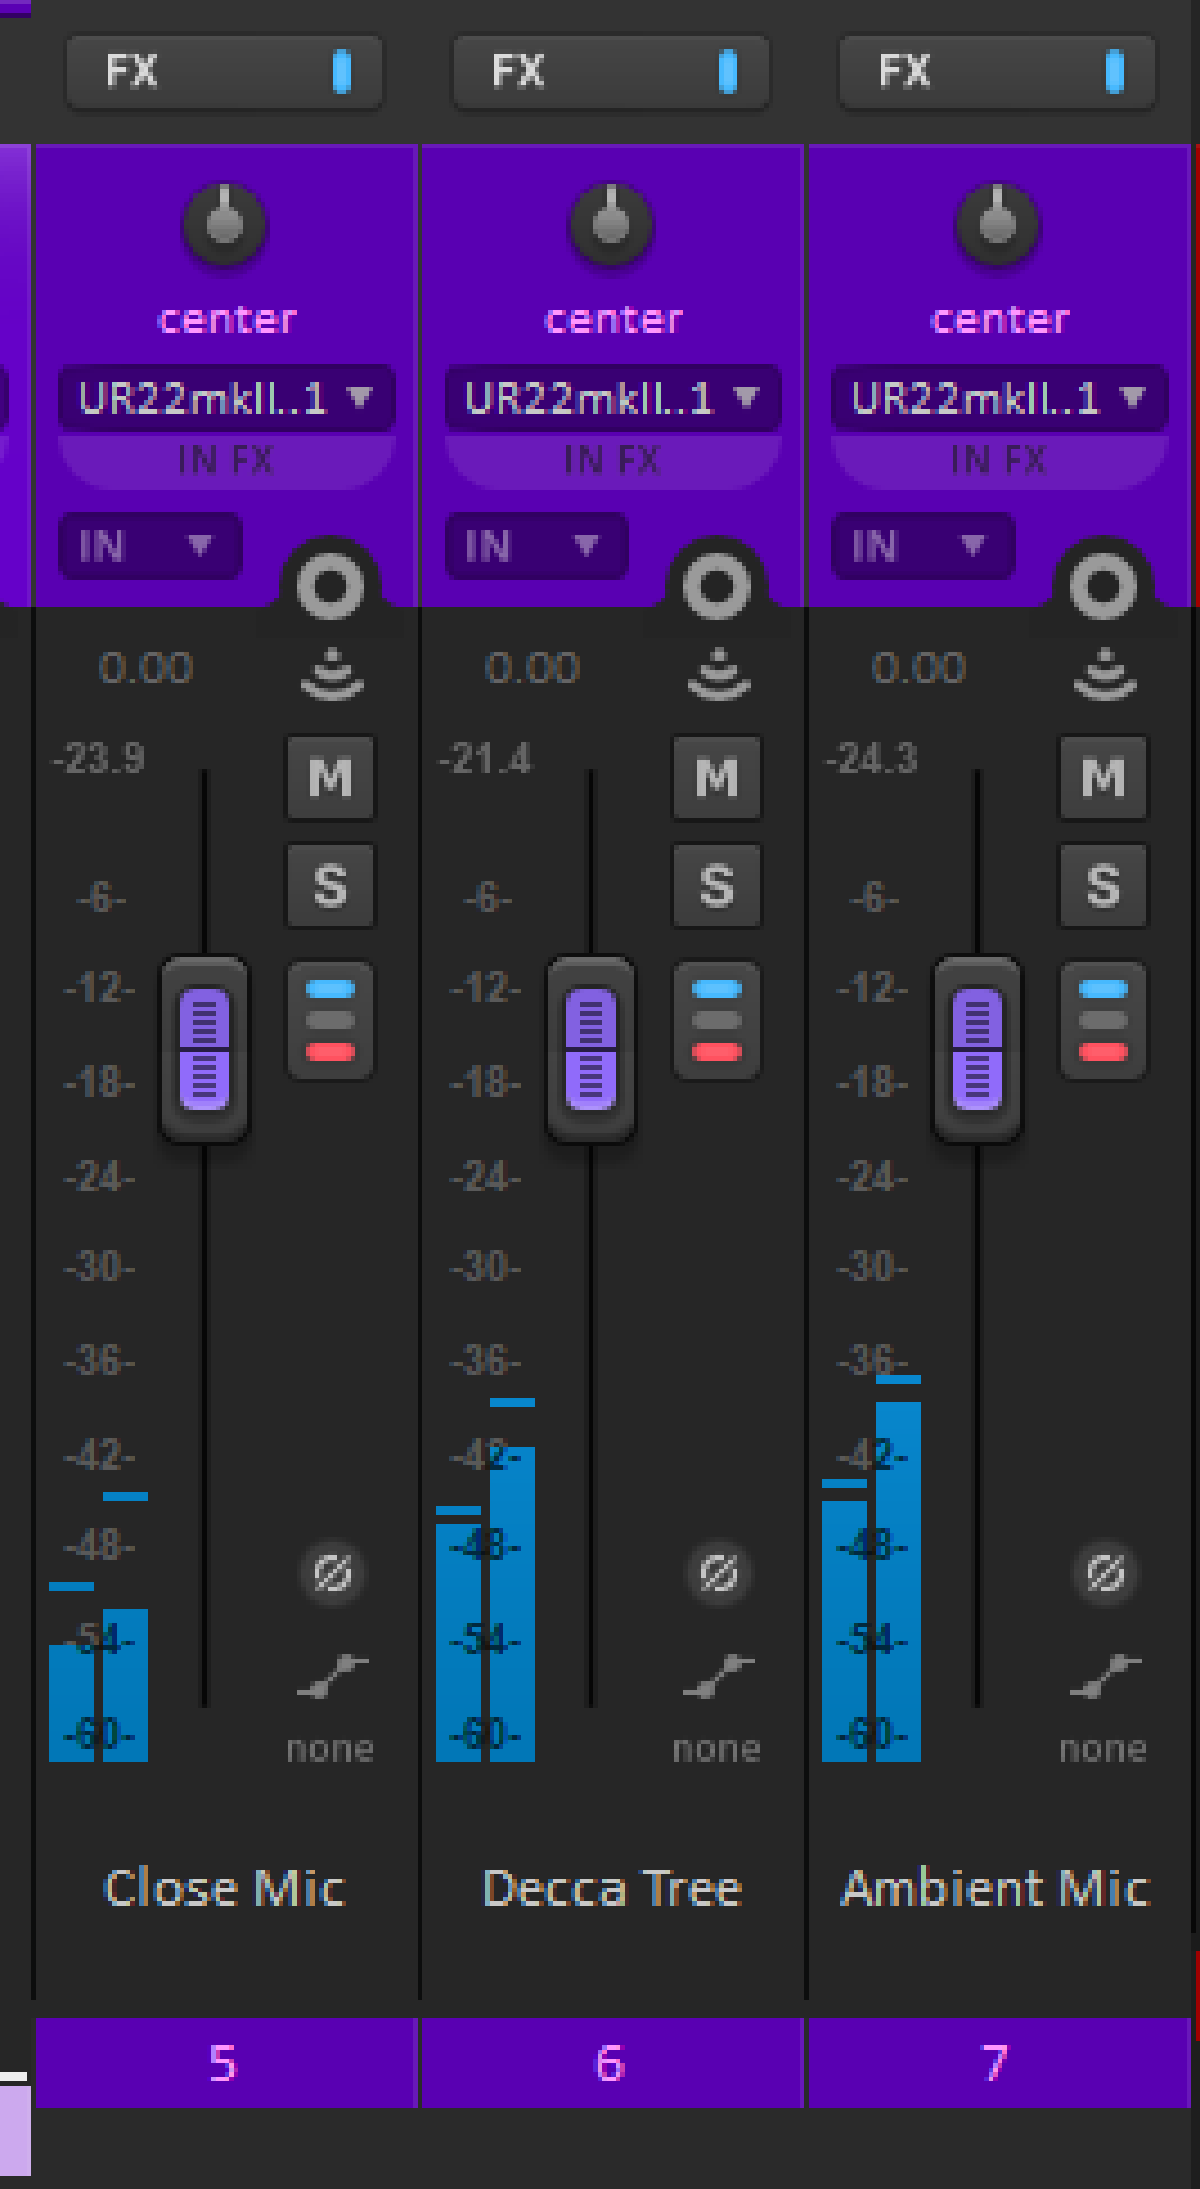 FX FX FX
center center center
UR22mkII..1 UR22mkII..1 UR22mkII..1
IN FX IN FX IN FX
IN IN IN
0.00 0.00 0.00
-23.9 M -21.4 M -24.3 M
S S S
-6- -6- -6-
-12- -12- -12-
-18- -18- -18-
-24- -24- -24-
-30- -30- -30-
-36- -36- -36-
-42- -42- -42-
-48- -48- -48-
-54- -54- -54-
-60- -60- -60-
none none none
Close Mic Decca Tree Ambient Mic
5 6 7